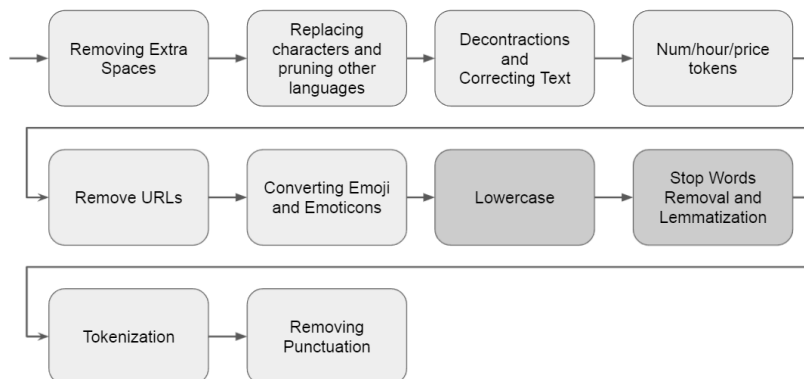 Removing Extra
Spaces
Replacing
characters and
pruning other
languages
Decontractions
and
Correcting Text
Num/hour/price
tokens
Remove URLs
Converting Emoji
and Emoticons
Lowercase
Stop Words
Removal and
Lemmatization
Tokenization
Removing
Punctuation